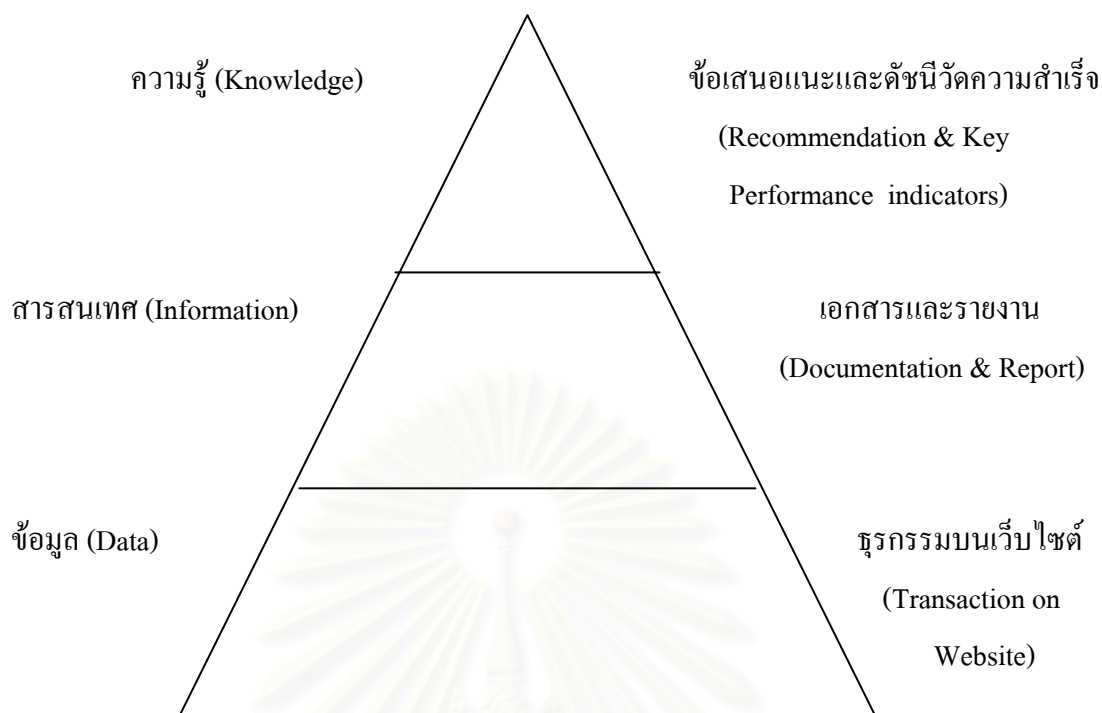 ความรู้ (Knowledge)
ข้อเสนอแนะและดัชนีวัดความสำเร็จ
(Recommendation & Key
Performance indicators)
สารสนเทศ (Information)
เอกสารและรายงาน
(Documentation & Report)
ข้อมูล (Data)
ธุรกรรมบนเว็บไซต์
(Transaction on
Website)